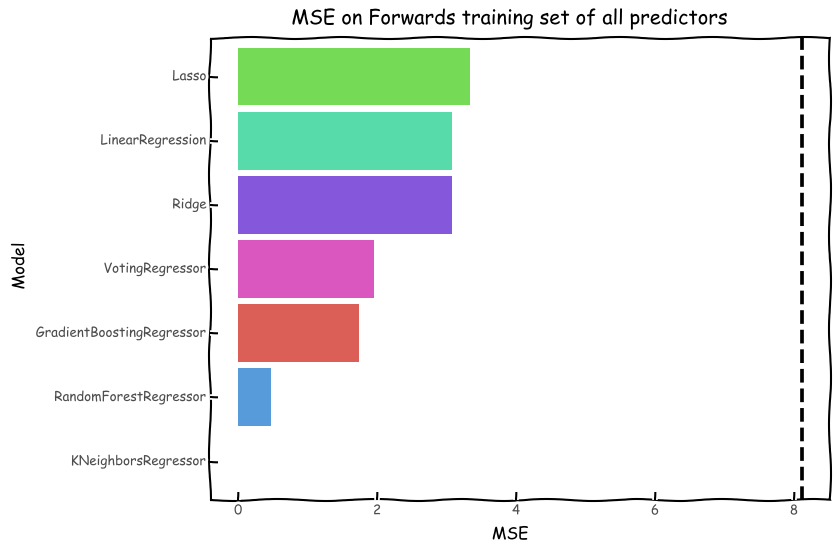 MSE on Forwards training set of all predictors
Lasso
LinearRegression
Ridge
VotingRegressor
GradientBoostingRegressor
RandomForestRegressor
KNeighborsRegressor
Model
0 2 4 6 8
MSE